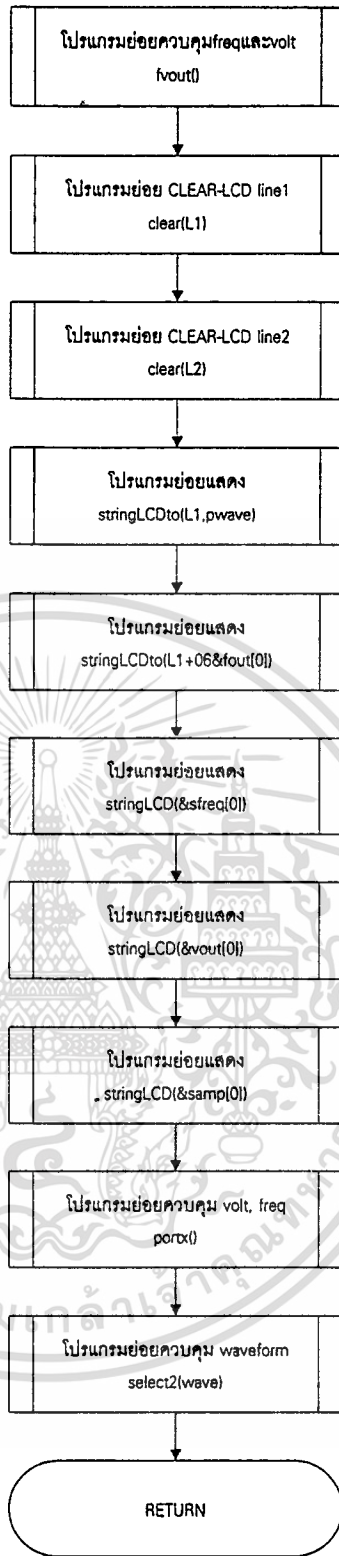 โปรแกรมย่อยควบคุมfreqและvolt
fvout()
โปรแกรมย่อย CLEAR-LCD line1
clear(L1)
โปรแกรมย่อย CLEAR-LCD line2
clear(L2)
โปรแกรมย่อยแสดง
stringLCDto(L1,pwave)
โปรแกรมย่อยแสดง
stringLCDto(L1+06&fout[0])
โปรแกรมย่อยแสดง
stringLCD(&sfreq[0])
โปรแกรมย่อยแสดง
stringLCD(&vout[0])
โปรแกรมย่อยแสดง
stringLCD(&samp[0])
โปรแกรมย่อยควบคุม volt, freq
portx()
โปรแกรมย่อยควบคุม waveform
select2(wave)
RETURN